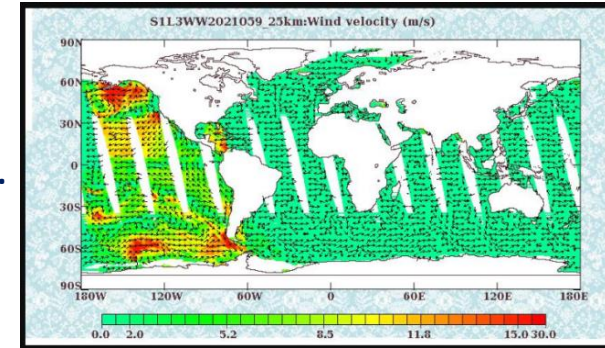 S1L3WW2021059_25km:Wind velocity (m/s)
90N
60N
30N
0
30S
60S
90S
180W 120W 60W 0 60E 120E 180E
0.0 2.0 5.2 8.5 11.8 15.0 30.0